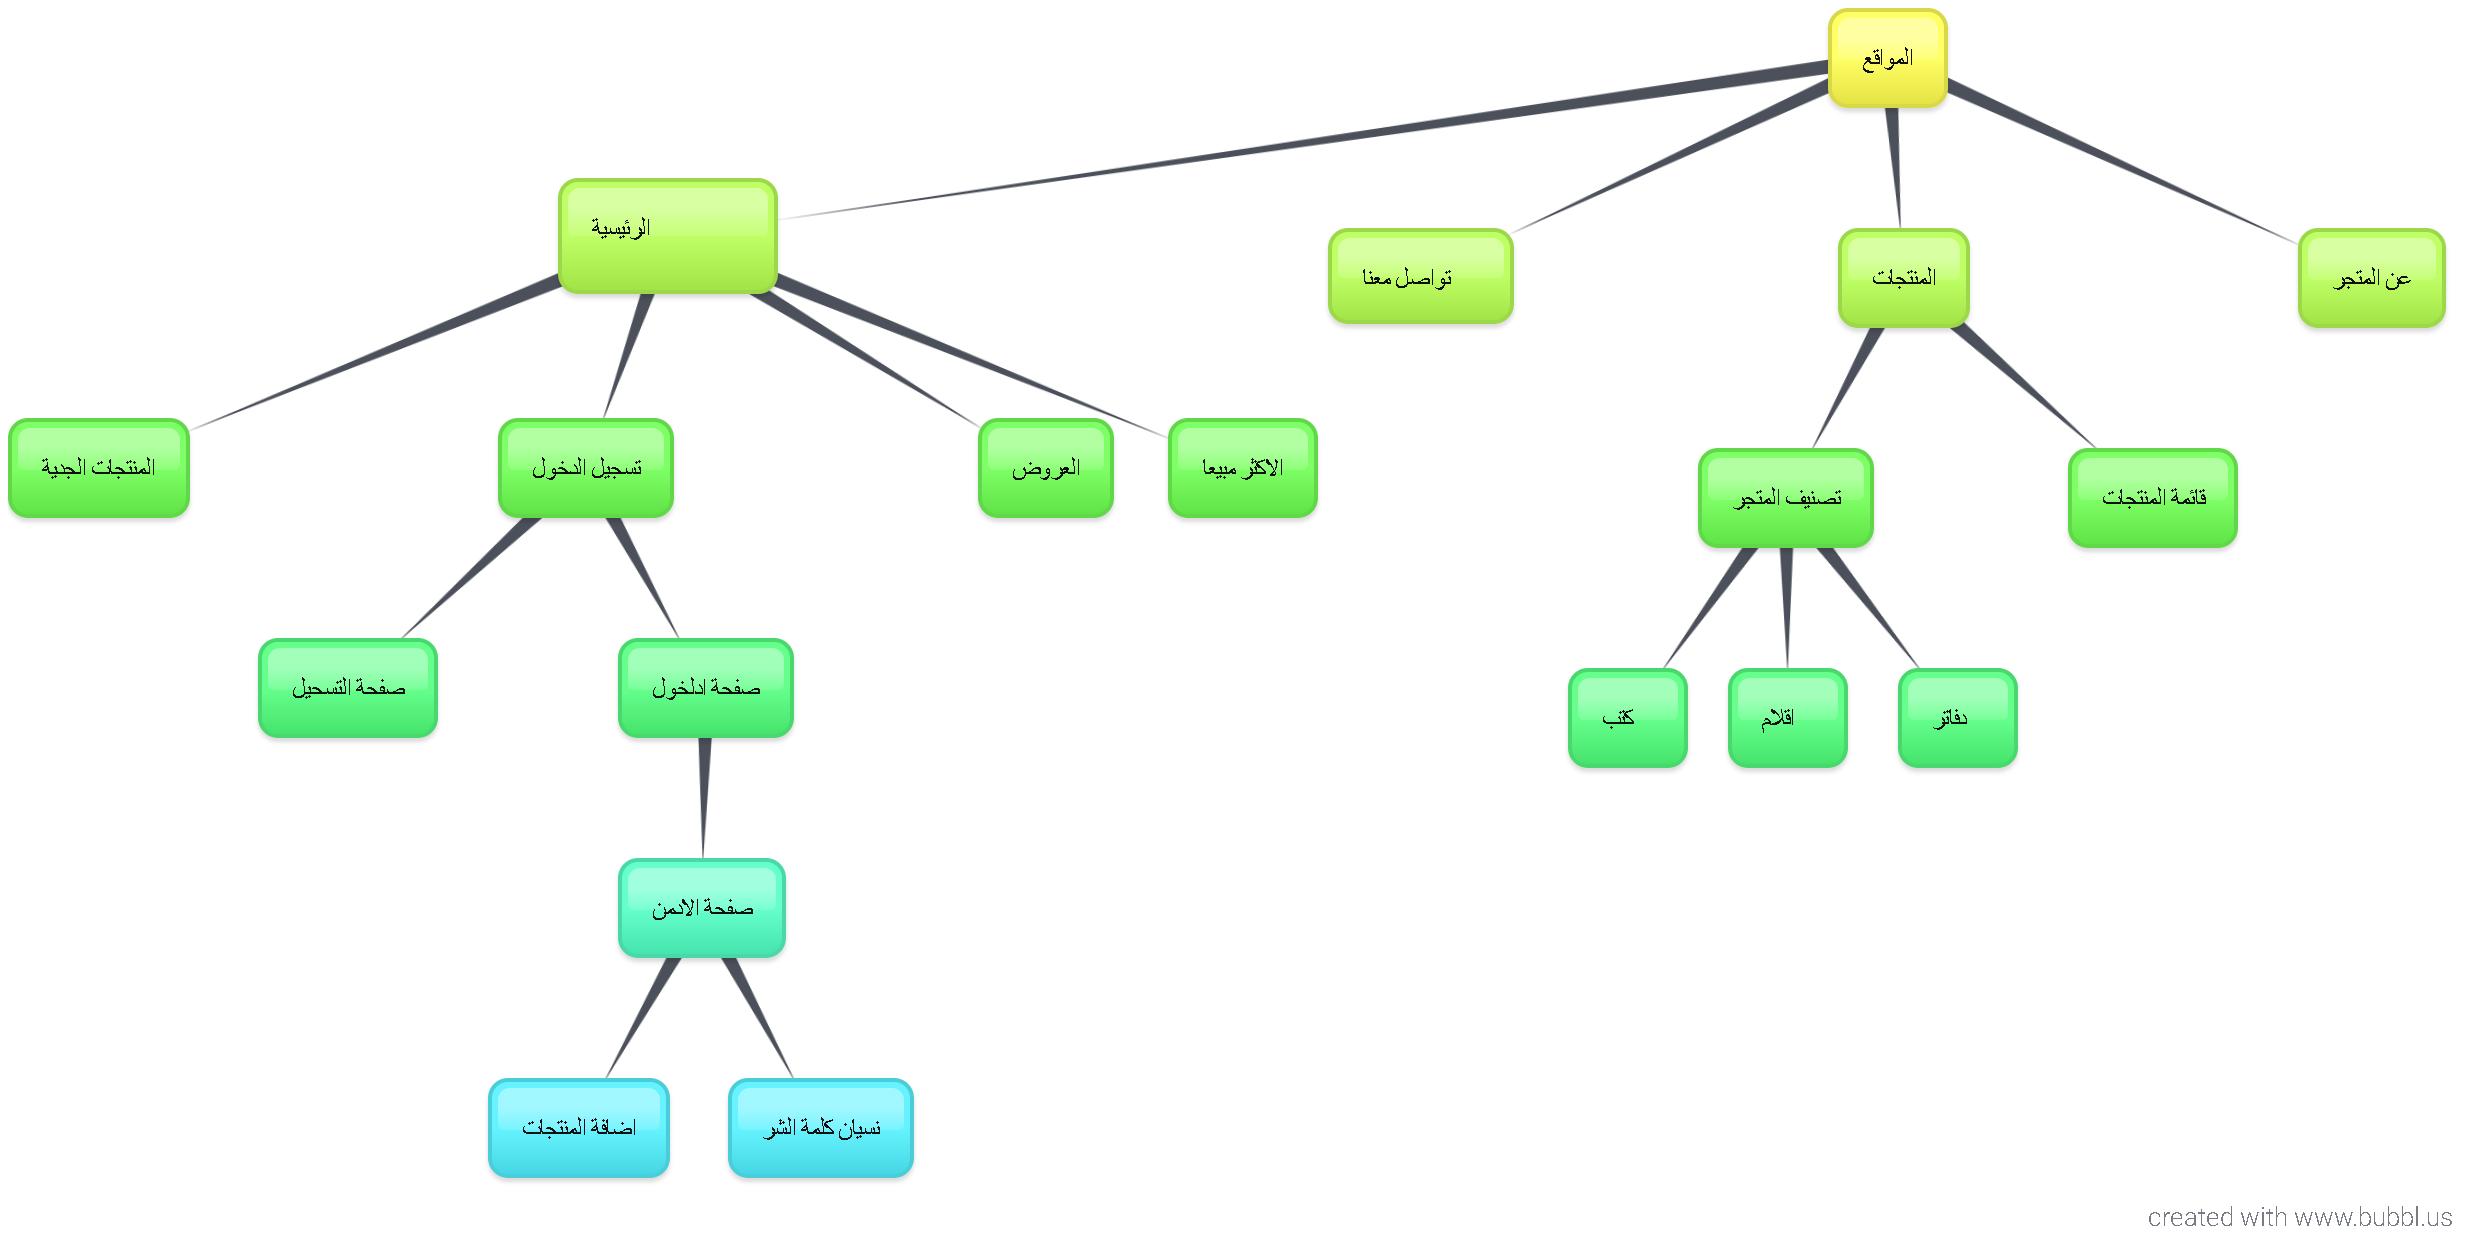 المواقع
الرئيسية
تواصل معنا
المنتجات
عن المتجر
المنتجات الجدية
تسجيل الدخول
العروض
الاكثر مبيعا
تصنيف المتجر
قائمة المنتجات
صفحة التسحيل
صفحة ادلخول
كتب
اقلام
دفاتر
صفحة الادمن
اضافة المنتجات
نسيان كلمة الشر
created with www.bubbl.us